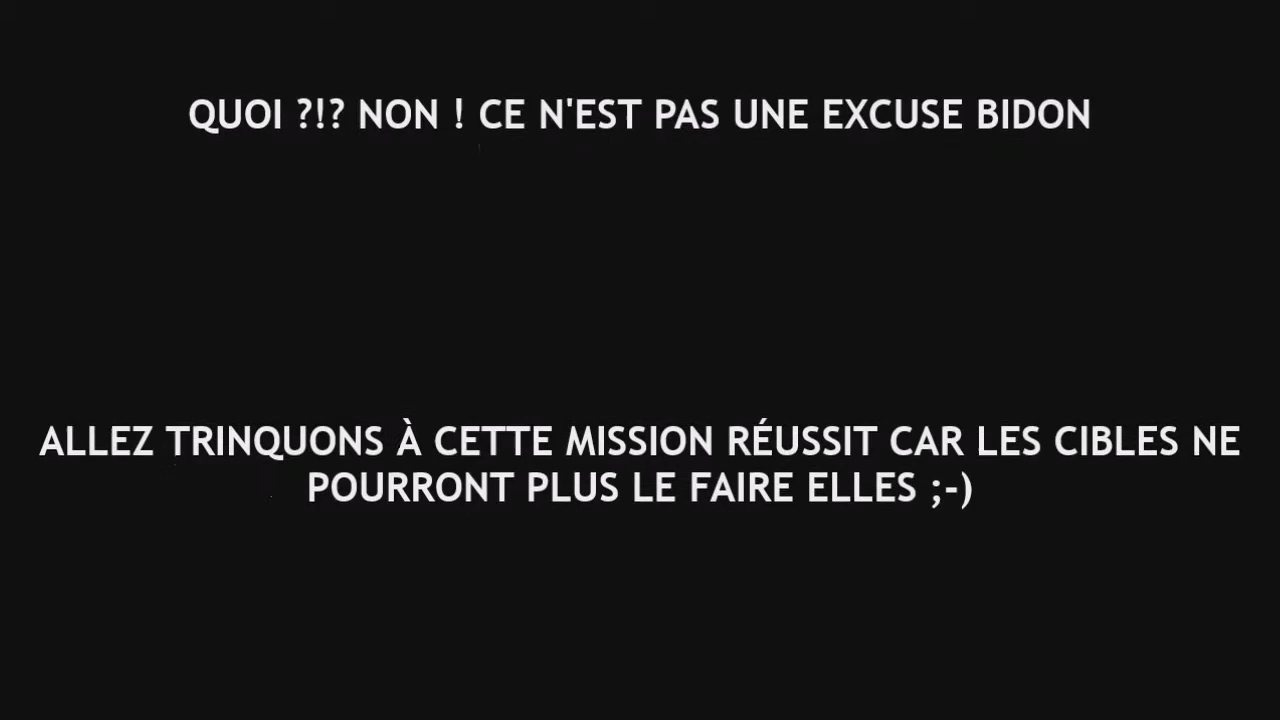 QUOI ?!? NON ! CE N'EST PAS UNE EXCUSE BIDON
ALLEZ TRINQUONS À CETTE MISSION RÉUSSIT CAR LES CIBLES NE
POURRONT PLUS LE FAIRE ELLES ;-)